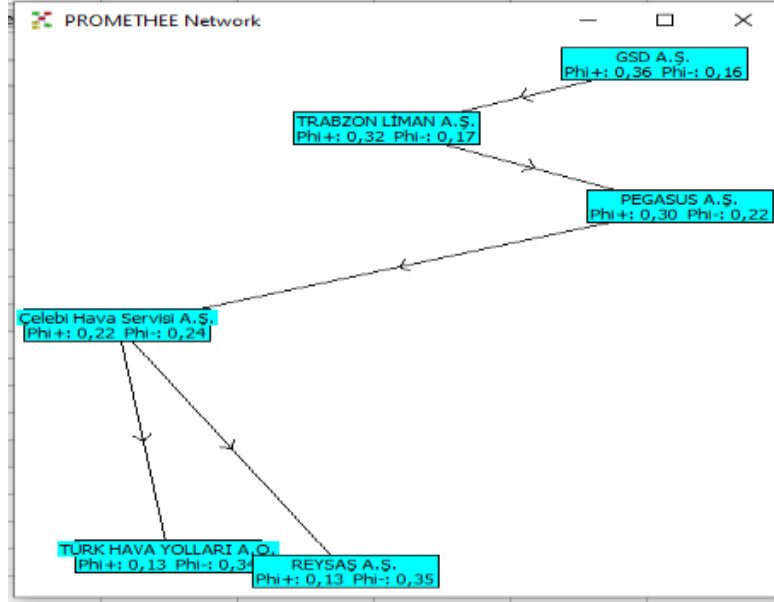 PROMETHEE Network
GSD A.Ş.
Phi+: 0,36 Phi-: 0,16
TRABZON LİMAN A.Ş.
Phi+: 0,32 Phi-: 0,17
PEGASUS A.Ş.
Phi+: 0,30 Phi-: 0,22
Çelebi Hava Servisi A.Ş.
Phi+: 0,22 Phi-: 0,24
TÜRK HAVA YOLLARI A.O.
Phi+: 0,13 Phi-: 0,34
REYSAŞ A.Ş.
Phi+: 0,13 Phi-: 0,35